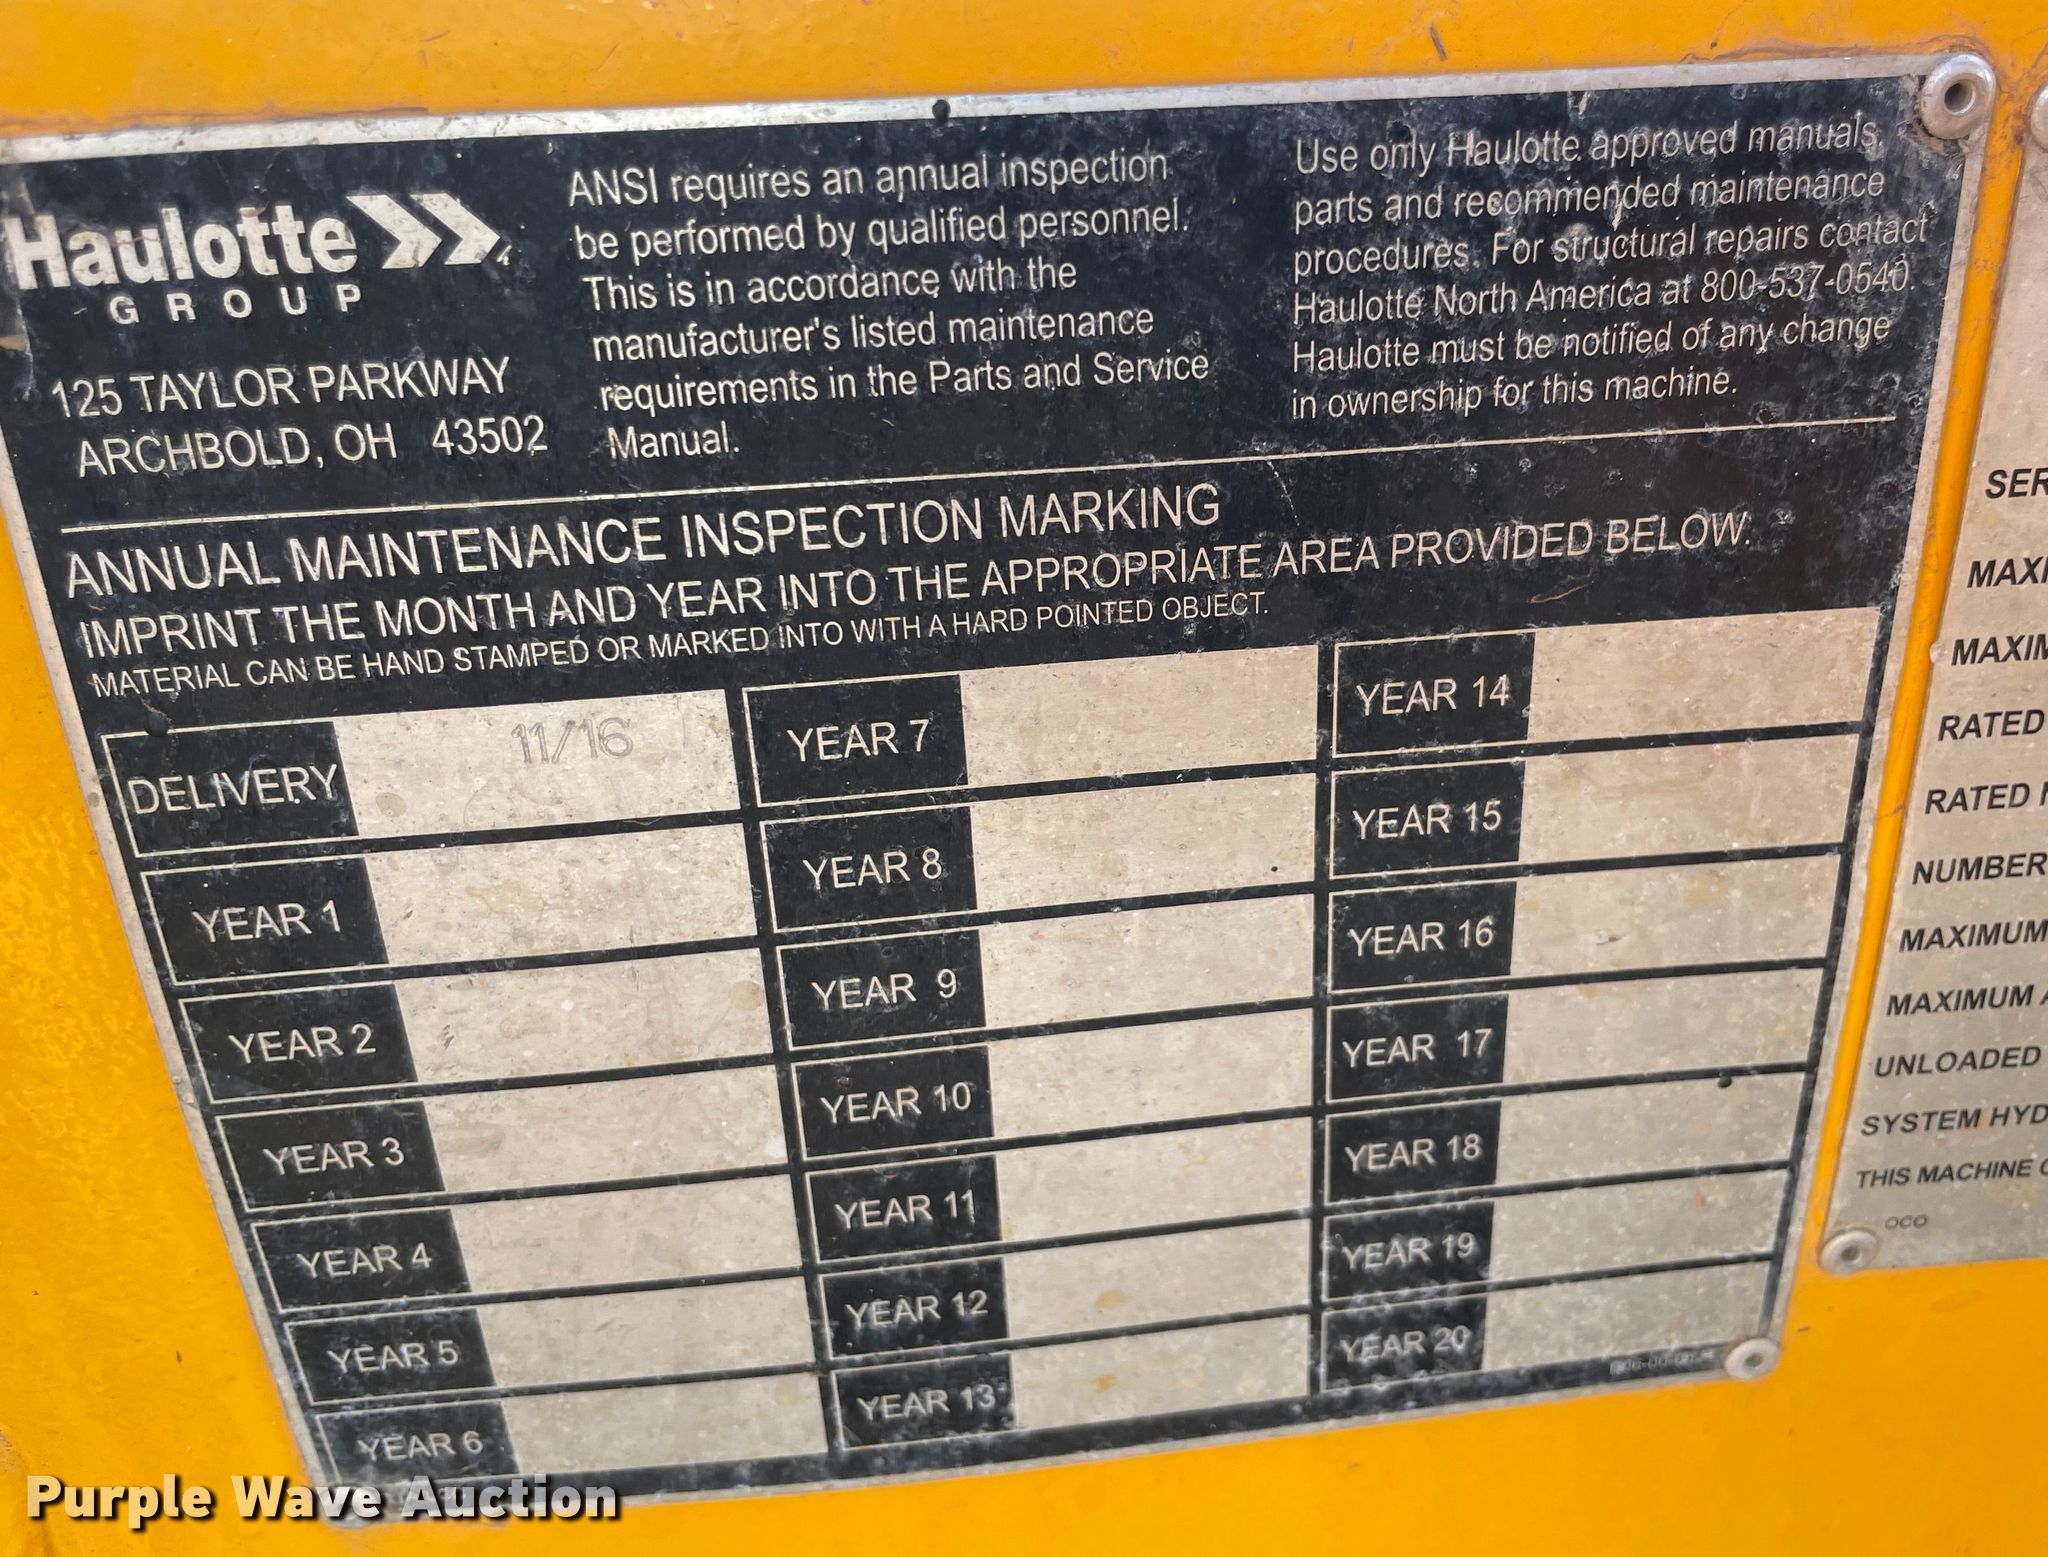 Haulotte
GROUP
125 TAYLOR PARKWAY
ARCHBOLD, OH 43502
ANSI requires an annual inspection
be performed by qualified personnel.
This is in accordance with the
manufacturer's listed maintenance
requirements in the Parts and Service
Manual.
Use only Haulotte approved manuals,
parts and recommended maintenance
procedures. For structural repairs contact
Haulotte North America at 800-537-0540.
Haulotte must be notified of any change
in ownership for this machine.
ANNUAL MAINTENANCE INSPECTION MARKING
IMPRINT THE MONTH AND YEAR INTO THE APPROPRIATE AREA PROVIDED BELOW.
MATERIAL CAN BE HAND STAMPED OR MARKED INTO WITH A HARD POINTED OBJECT.
DELIVERY 11/16
YEAR 1
YEAR 2
YEAR 3
YEAR 4
YEAR 5
YEAR 6
YEAR 7
YEAR 8
YEAR 9
YEAR 10
YEAR 11
YEAR 12
YEAR 13
YEAR 14
YEAR 15
YEAR 16
YEAR 17
YEAR 18
YEAR 19
YEAR 20
SER
MAXI
MAXIM
RATED
RATED
NUMBER
MAXIMUM
MAXIMUM
UNLOADED
SYSTEM HYD
THIS MACHINE
OCO
Purple Wave Auction